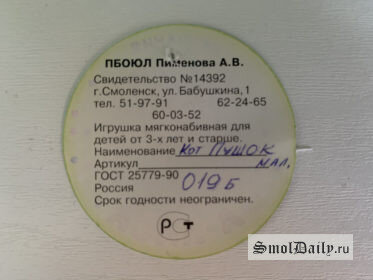 ПБОЮЛ Пименова А.В.
Свидетельство №14392
г.Смоленск, ул. Бабушкина, 1
тел. 51-97-91 62-24-65
60-03-52
Игрушка мягконабивная для
детей от 3-х лет и старше.
Наименование Кот Пушок
Артикул мал.
ГОСТ 25779-90
Россия 019б
Срок годности неограничен.
РСТ
SmolDaily.ru